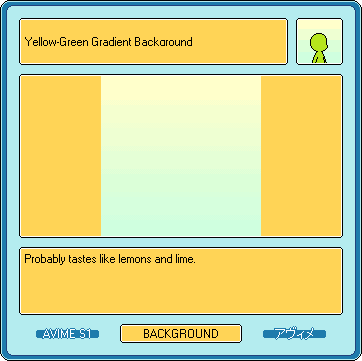 Yellow-Green Gradient Background
Probably tastes like lemons and lime.
AVIME S1
BACKGROUND
アヴィメ